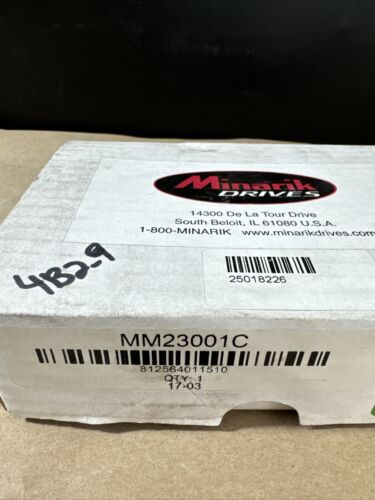 Minarik
DRIVES
14300 De La Tour Drive
South Beloit, IL 61080 U.S.A.
1-800-MINARIK www.minarikdrives.com
25018226
4B2-9
MM23001C
812564011510
QTY: 1
17-03